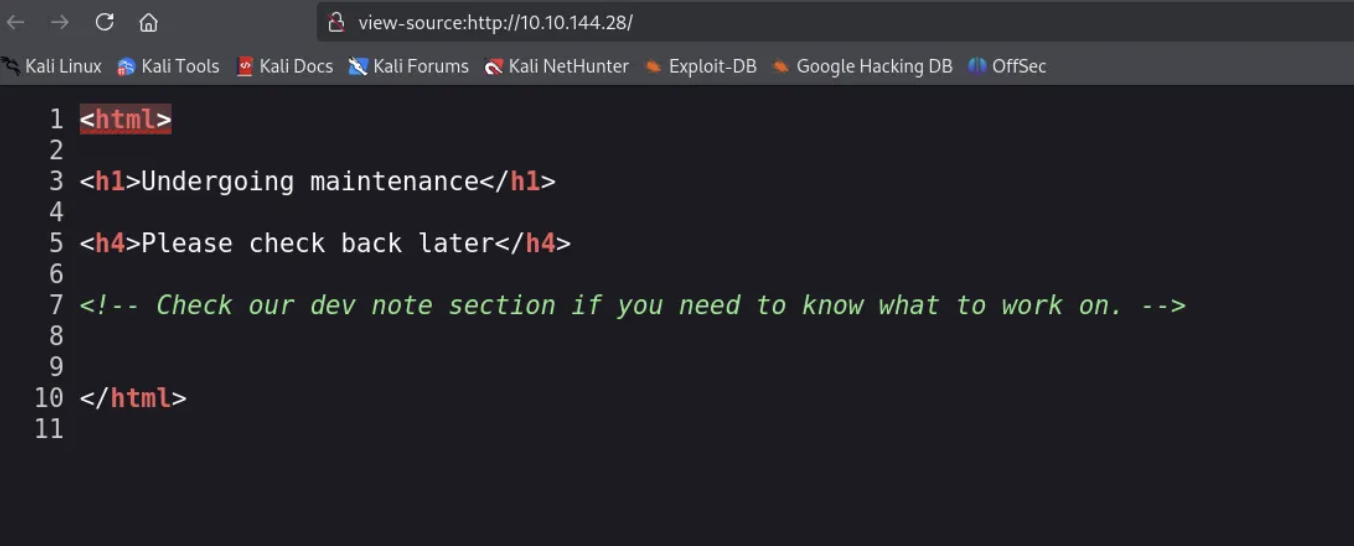 view-source:http://10.10.144.28/
Kali Linux Kali Tools Kali Docs Kali Forums Kali NetHunter Exploit-DB Google Hacking DB OffSec
1 <html>
2
3 <h1>Undergoing maintenance</h1>
4
5 <h4>Please check back later</h4>
6
7 <!-- Check our dev note section if you need to know what to work on. -->
8
9
10 </html>
11